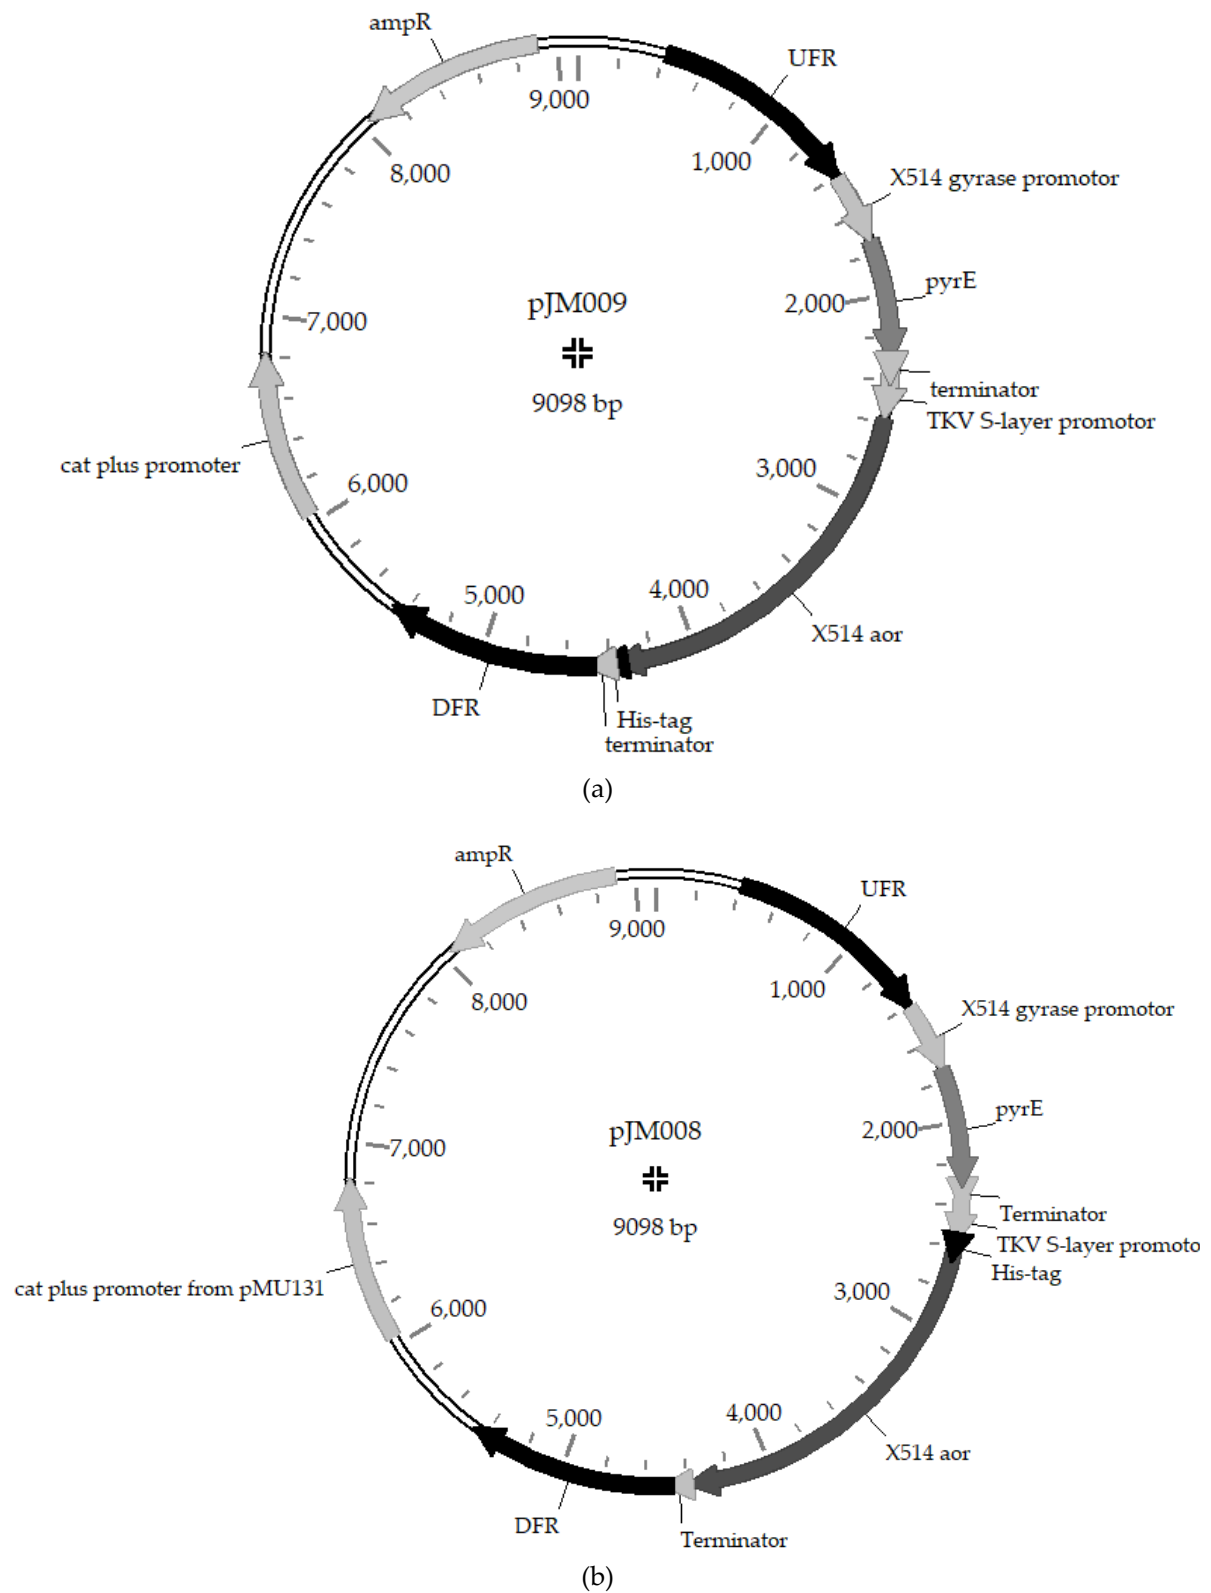 ampR
UFR
9,000
1,000
8,000
X514 gyrase promotor
pyrE
2,000
pJM009
7,000
terminator
9098 bp
TKV S-layer promotor
cat plus promoter
3,000
6,000
5,000
4,000
X514 aor
DFR
His-tag
terminator
(a)
ampR
UFR
9,000
1,000
8,000
X514 gyrase promotor
pyrE
2,000
pJM008
7,000
Terminator
9098 bp
TKV S-layer promoto
His-tag
cat plus promoter from pMU131
3,000
6,000
5,000
4,000
X514 aor
DFR
Terminator
(b)